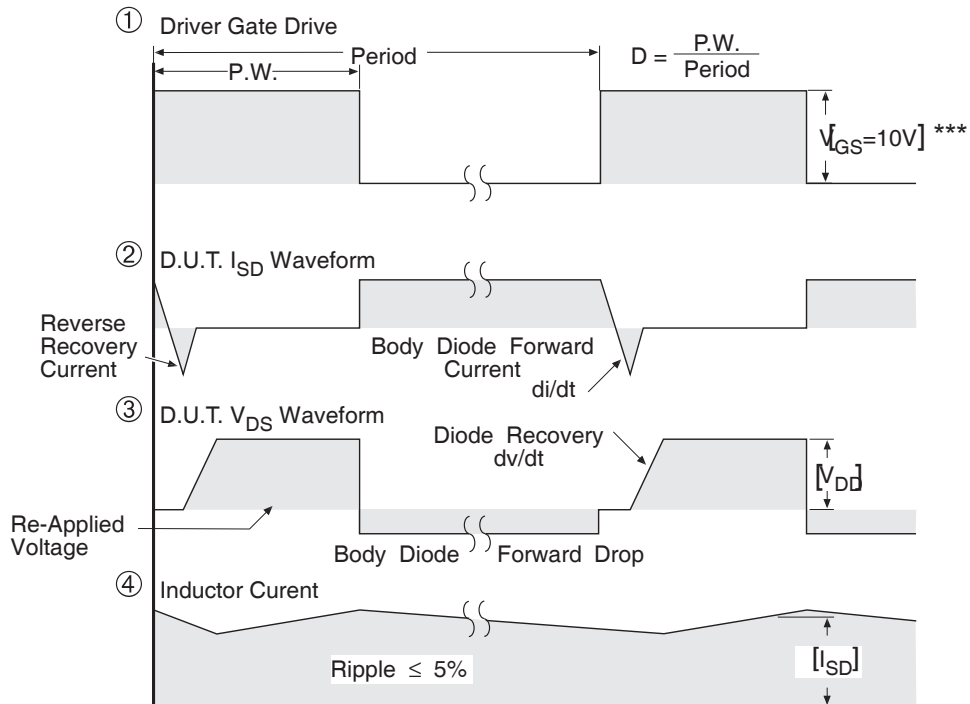 ① Driver Gate Drive
Period
P.W.
D = P.W.
Period
[VGS=10V] ***
② D.U.T. ISD Waveform
Reverse
Recovery
Current
Body Diode Forward
Current
di/dt
③ D.U.T. VDS Waveform
Diode Recovery
dv/dt
[VDD]
Re-Applied
Voltage
Body Diode Forward Drop
④ Inductor Curent
Ripple ≤ 5%
[ISD]